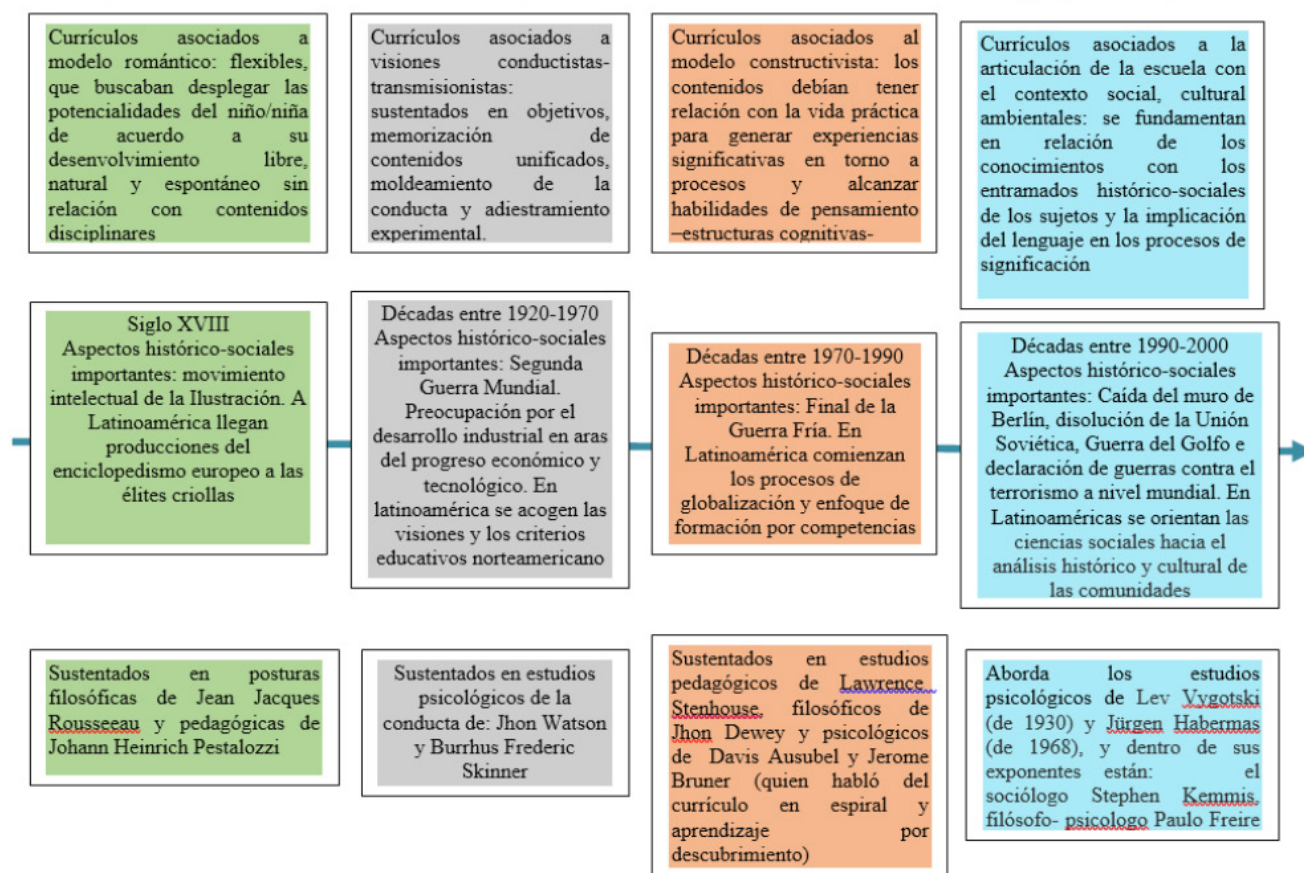 Currículos asociados a
modelo romántico: flexibles,
que buscaban desplegar las
potencialidades del niño/niña
de acuerdo a su
desenvolvimiento libre,
natural y espontáneo sin
relación con contenidos
disciplinares
Currículos asociados a
visiones conductistas-
transmisionistas:
sustentados en objetivos,
memorización de
contenidos unificados,
moldeamiento de la
conducta y adiestramiento
experimental.
Currículos asociados al
modelo constructivista: los
contenidos debían tener
relación con la vida práctica
para generar experiencias
significativas en torno a
procesos y alcanzar
habilidades de pensamiento
–estructuras cognitivas-
Currículos asociados a la
articulación de la escuela con
el contexto social, cultural
ambientales: se fundamentan
en relación de los
conocimientos con los
entramados histórico-sociales
de los sujetos y la implicación
del lenguaje en los procesos de
significación
Siglo XVIII
Aspectos histórico-sociales
importantes: movimiento
intelectual de la Ilustración. A
Latinoamérica llegan
producciones del
enciclopedismo europeo a las
élites criollas
Décadas entre 1920-1970
Aspectos histórico-sociales
importantes: Segunda
Guerra Mundial.
Preocupación por el
desarrollo industrial en aras
del progreso económico y
tecnológico. En
latinoamérica se acogen las
visiones y los criterios
educativos norteamericano
Décadas entre 1970-1990
Aspectos histórico-sociales
importantes: Final de la
Guerra Fría. En
Latinoamérica comienzan
los procesos de
globalización y enfoque de
formación por competencias
Décadas entre 1990-2000
Aspectos histórico-sociales
importantes: Caída del muro de
Berlín, disolución de la Unión
Soviética, Guerra del Golfo e
declaración de guerras contra el
terrorismo a nivel mundial. En
Latinoaméricas se orientan las
ciencias sociales hacia el
análisis histórico y cultural de
las comunidades
Sustentados en posturas
filosóficas de Jean Jacques
Rousseeau y pedagógicas de
Johann Heinrich Pestalozzi
Sustentados en estudios
psicológicos de la
conducta de: Jhon Watson
y Burrhus Frederic
Skinner
Sustentados en estudios
pedagógicos de Lawrence
Stenhouse, filosóficos de
Jhon Dewey y psicológicos
de Davis Ausubel y Jerome
Bruner (quien habló del
currículo en espiral y
aprendizaje por
descubrimiento)
Aborda los estudios
psicológicos de Lev Vygotski
(de 1930) y Jürgen Habermas
(de 1968), y dentro de sus
exponentes están: el
sociólogo Stephen Kemmis,
filósofo- psicologo Paulo Freire